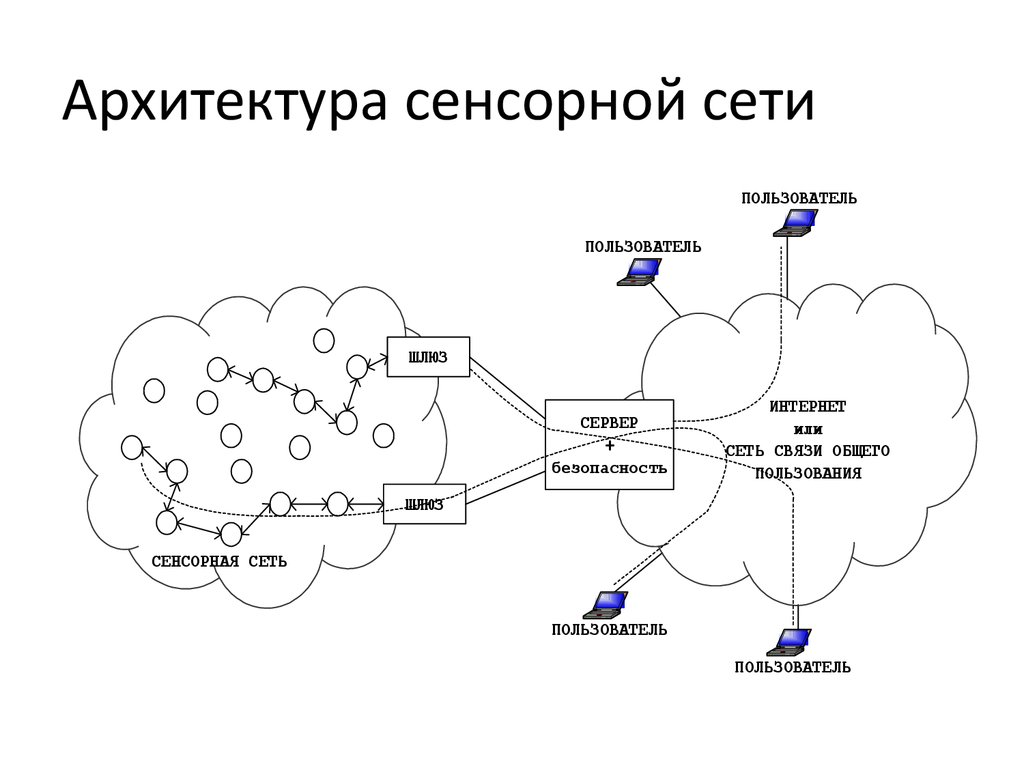 Архитектура сенсорной сети
ПОЛЬЗОВАТЕЛЬ
ПОЛЬЗОВАТЕЛЬ
ШЛЮЗ
СЕРВЕР
+
безопасность
ИНТЕРНЕТ
или
СЕТЬ СВЯЗИ ОБЩЕГО
ПОЛЬЗОВАНИЯ
ШЛЮЗ
СЕНСОРНАЯ СЕТЬ
ПОЛЬЗОВАТЕЛЬ
ПОЛЬЗОВАТЕЛЬ